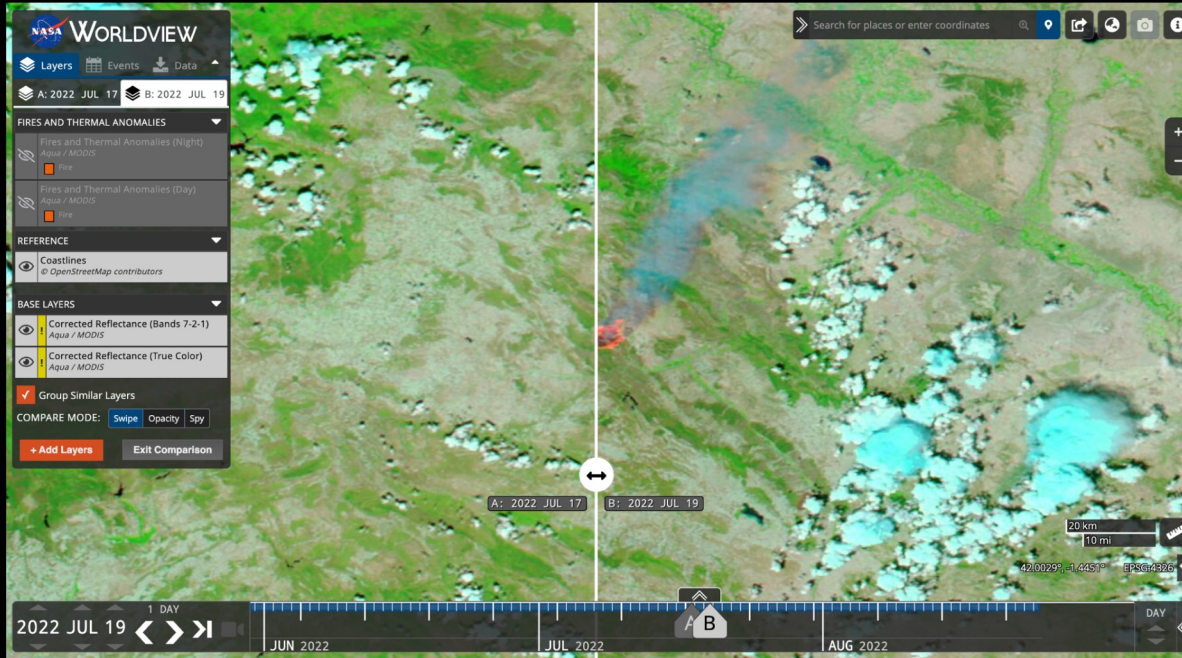 NASA WORLDVIEW
Search for places or enter coordinates
Layers Events Data
A: 2022 JUL 17 B: 2022 JUL 19
FIRES AND THERMAL ANOMALIES
Fires and Thermal Anomalies (Night)
Aqua / MODIS
Fire
Fires and Thermal Anomalies (Day)
Aqua / MODIS
Fire
REFERENCE
Coastlines
© OpenStreetMap contributors
BASE LAYERS
! Corrected Reflectance (Bands 7-2-1)
Aqua / MODIS
! Corrected Reflectance (True Color)
Aqua / MODIS
Group Similar Layers
COMPARE MODE: Swipe Opacity Spy
+ Add Layers Exit Comparison
A: 2022 JUL 17 B: 2022 JUL 19
20 km
10 mi
42.0029°, -1.4451° EPSG:4326
1 DAY
2022 JUL 19
A B
DAY
JUN 2022 JUL 2022 AUG 2022